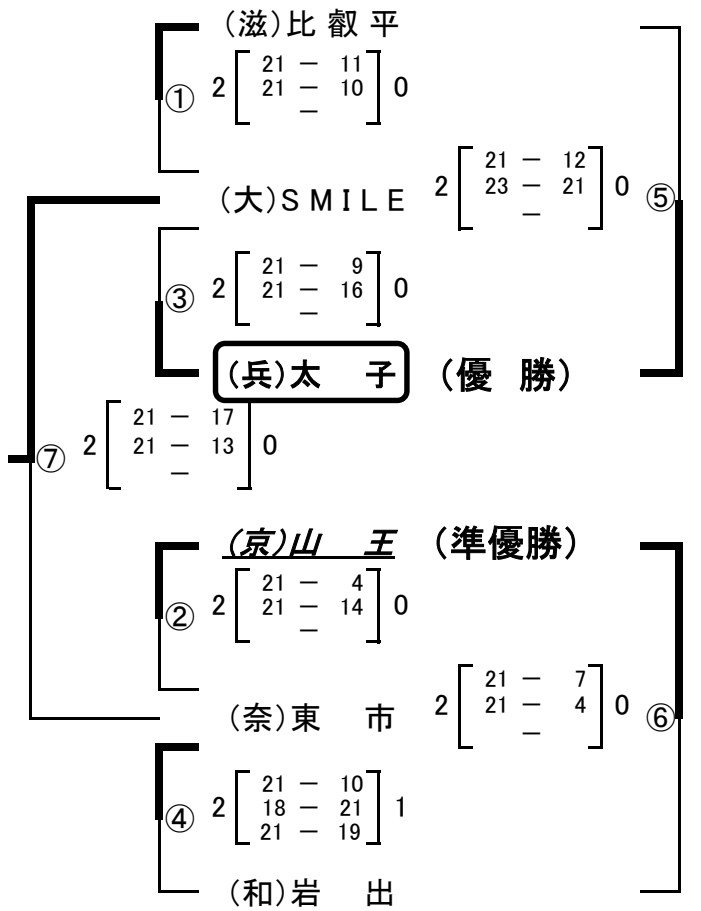 (滋)比 叡 平
① 2 21 － 11 0
21 － 10
－
(大)ＳＭＩＬＥ
2 21 － 12 0 ⑤
23 － 21
－
③ 2 21 － 9 0
21 － 16
－
(兵)太　子 （優 勝）
⑦ 2 21 － 17 0
21 － 13
－
(京)山　王 （準優勝）
② 2 21 － 4 0
21 － 14
－
2 21 － 7 0 ⑥
21 － 4
－
(奈)東　市
④ 2 21 － 10 1
18 － 21
21 － 19
(和)岩　出